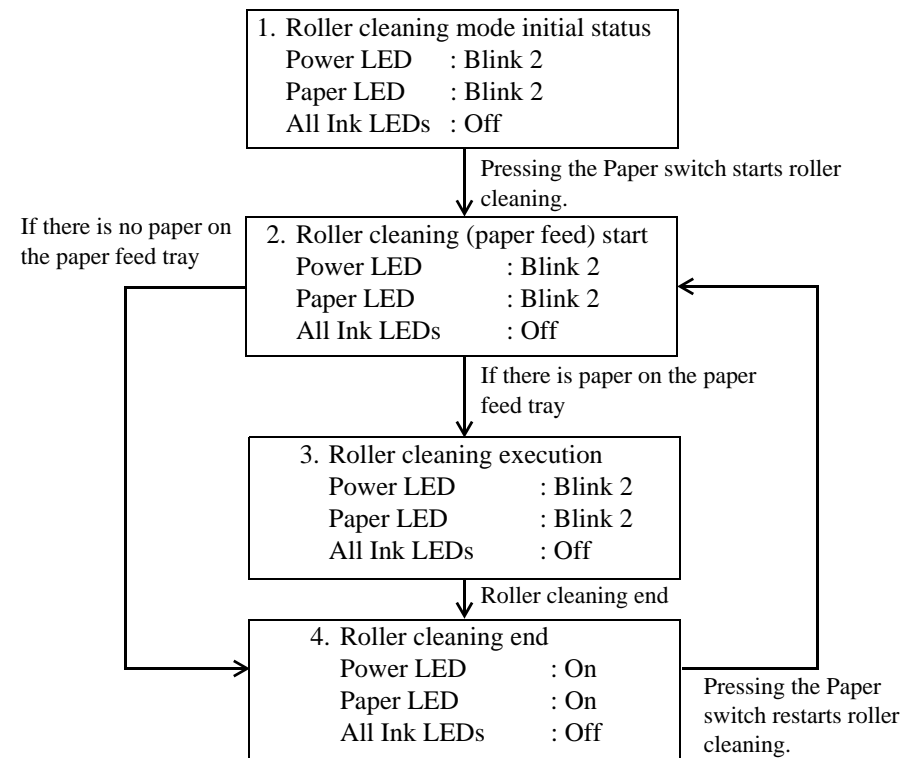 1. Roller cleaning mode initial status
Power LED : Blink 2
Paper LED : Blink 2
All Ink LEDs : Off
Pressing the Paper switch starts roller
cleaning.
If there is no paper on
the paper feed tray
2. Roller cleaning (paper feed) start
Power LED : Blink 2
Paper LED : Blink 2
All Ink LEDs : Off
If there is paper on the paper
feed tray
3. Roller cleaning execution
Power LED : Blink 2
Paper LED : Blink 2
All Ink LEDs : Off
Roller cleaning end
4. Roller cleaning end
Power LED : On
Paper LED : On
All Ink LEDs : Off
Pressing the Paper
switch restarts roller
cleaning.